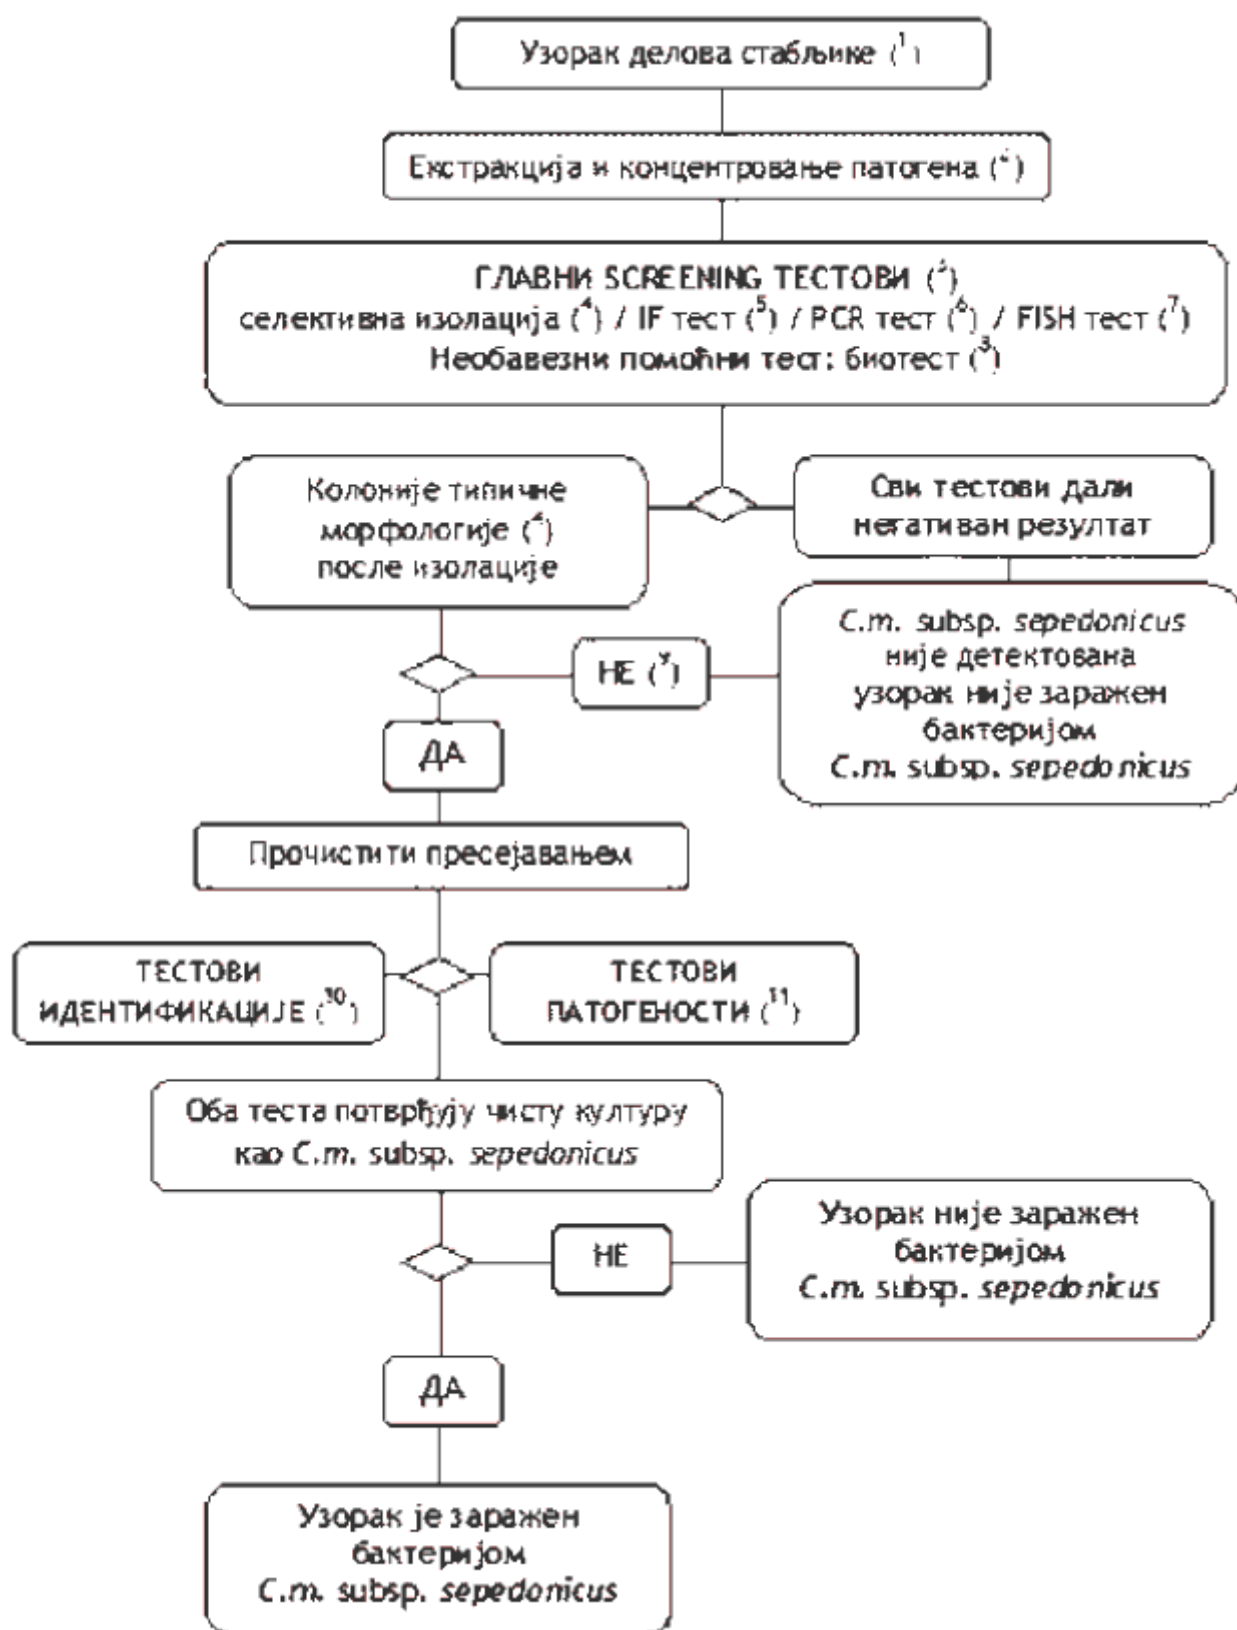 Узорак делова стабљике (1)
Екстракција и концентровање патогена (2)
ГЛАВНИ SCREENING ТЕСТОВИ (3)
селективна изолација (4) / IF тест (5) / PCR тест (6) / FISH тест (7)
Необавезни помоћни тест: биотест (8)
Колоније типичне
морфологије (4)
после изолације
Сви тестови дали
негативан резултат
C.m. subsp. sepedonicus
није детектована
узорак није заражен
бактеријом
C.m. subsp. sepedonicus
НЕ (9)
ДА
Прочистити пресејавањем
ТЕСТОВИ
ИДЕНТИФИКАЦИЈЕ (10)
ТЕСТОВИ
ПАТОГЕНОСТИ (11)
Оба теста потврђују чисту културу
као C.m. subsp. sepedonicus
НЕ
Узорак није заражен
бактеријом
C.m. subsp. sepedonicus
ДА
Узорак је заражен
бактеријом
C.m. subsp. sepedonicus